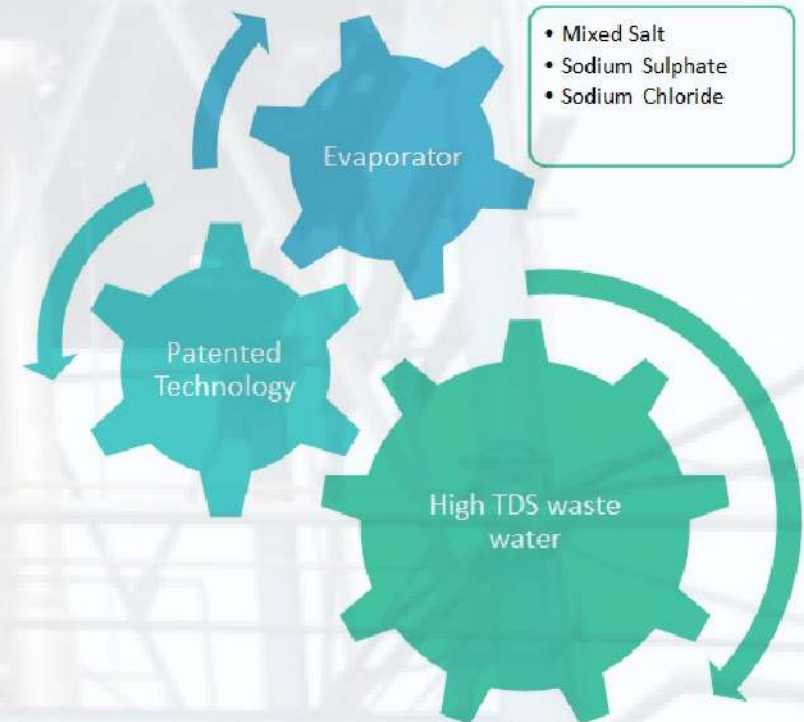 • Mixed Salt
• Sodium Sulphate
• Sodium Chloride
Evaporator
Patented
Technology
High TDS waste
water